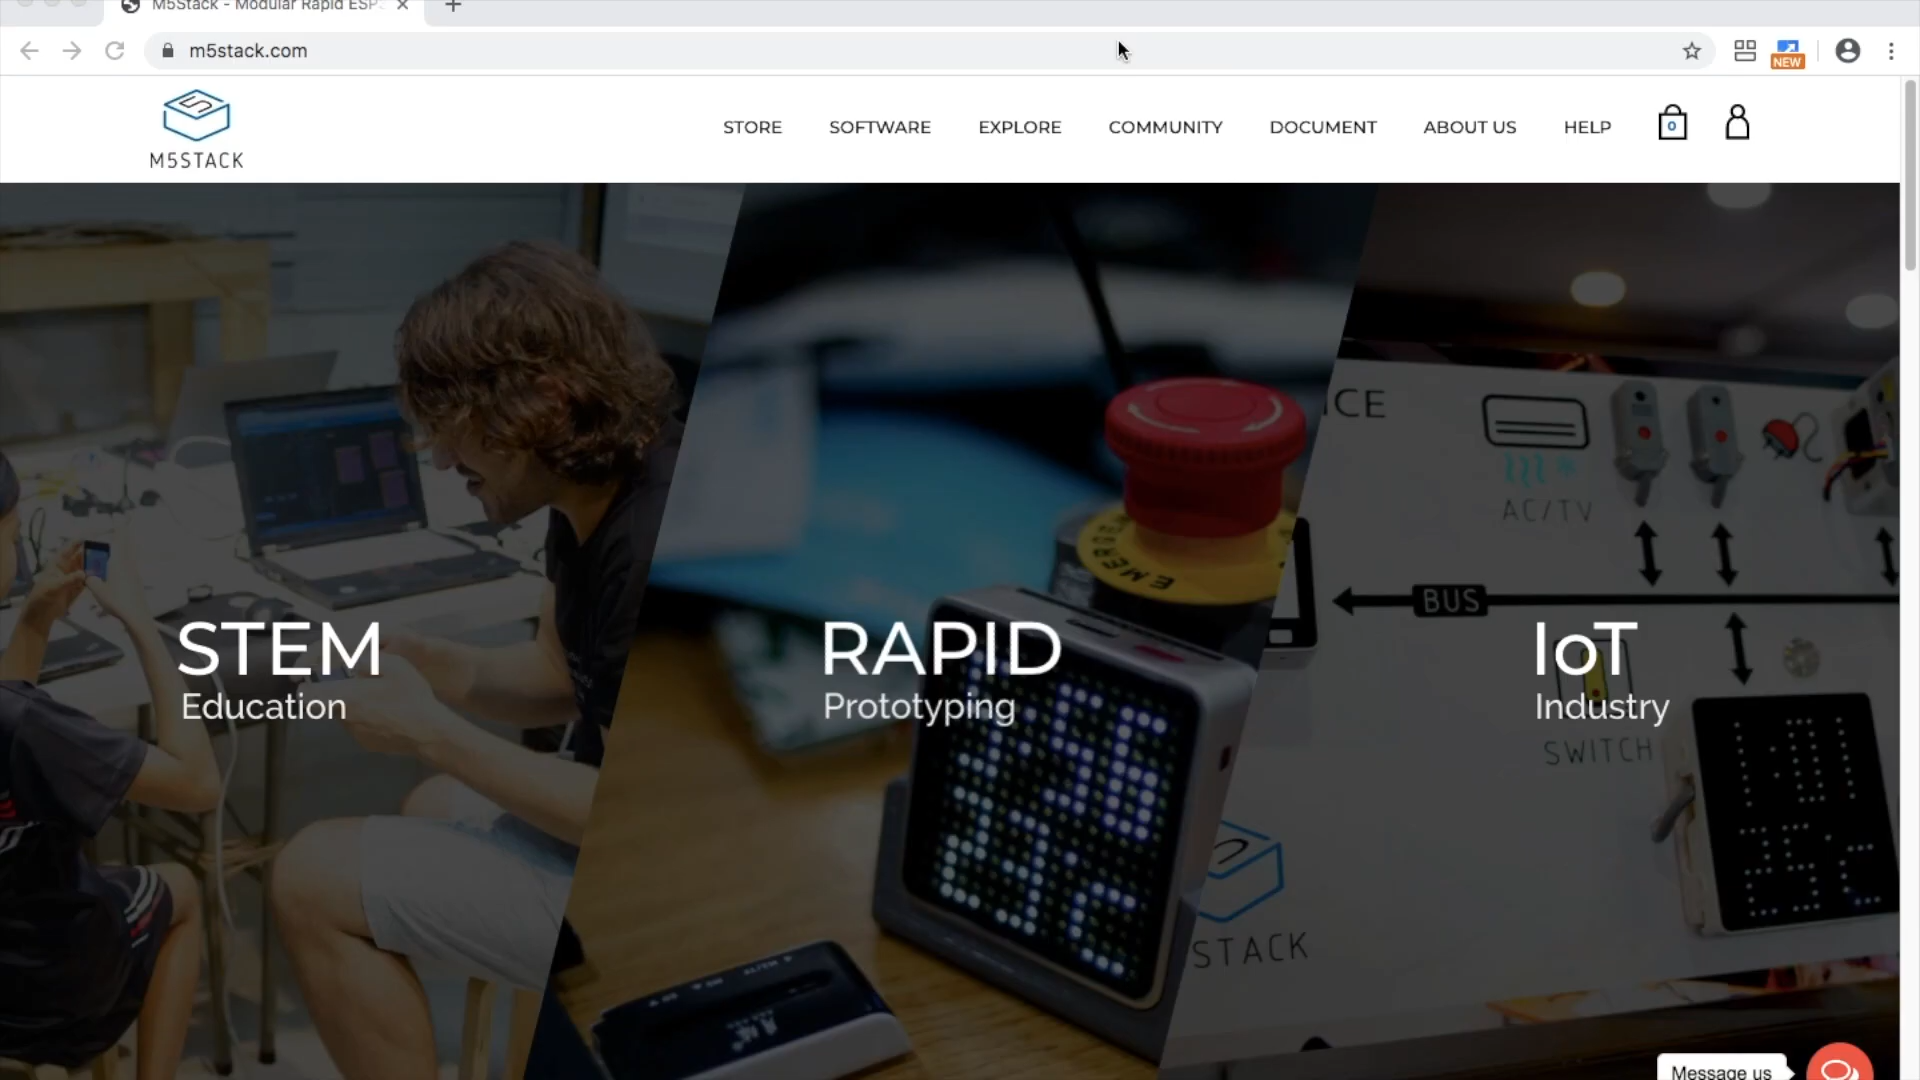 M5Stack - Modular Rapid ESP
m5stack.com
NEW
M5STACK
STORE
SOFTWARE
EXPLORE
COMMUNITY
DOCUMENT
ABOUT US
HELP
0
ICE
AC/TV
BUS
STEM
Education
RAPID
Prototyping
IoT
Industry
SWITCH
STACK
Message us